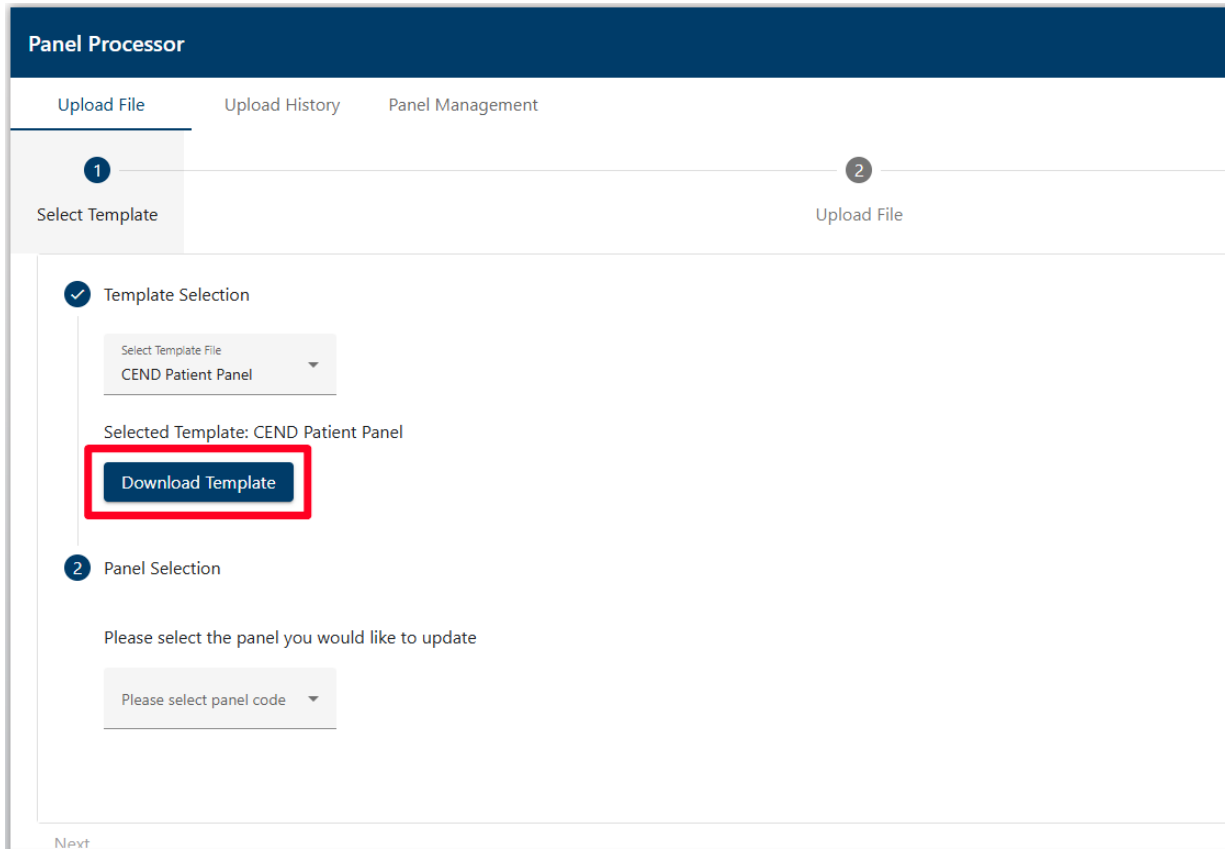 Panel Processor
Upload File Upload History Panel Management
1 2
Select Template Upload File
Template Selection
Select Template File
CEND Patient Panel
Selected Template: CEND Patient Panel
Download Template
2 Panel Selection
Please select the panel you would like to update
Please select panel code
Next